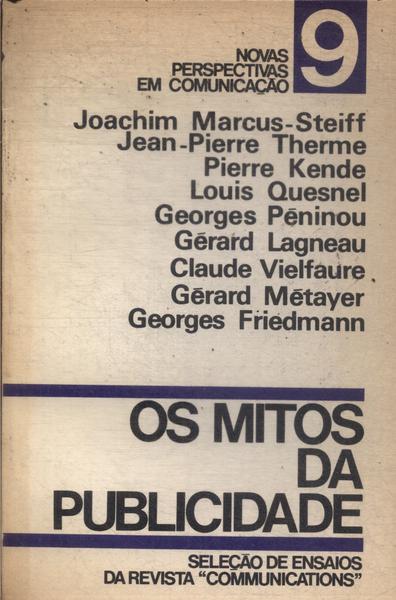 9
NOVAS
PERSPECTIVAS
EM COMUNICAÇÃO
Joachim Marcus-Steiff
Jean-Pierre Therme
Pierre Kende
Louis Quesnel
Georges Péninou
Gérard Lagneau
Claude Vielfaure
Gérard Métayer
Georges Friedmann
OS MITOS
DA
PUBLICIDADE
SELEÇÃO DE ENSAIOS
DA REVISTA "COMMUNICATIONS"